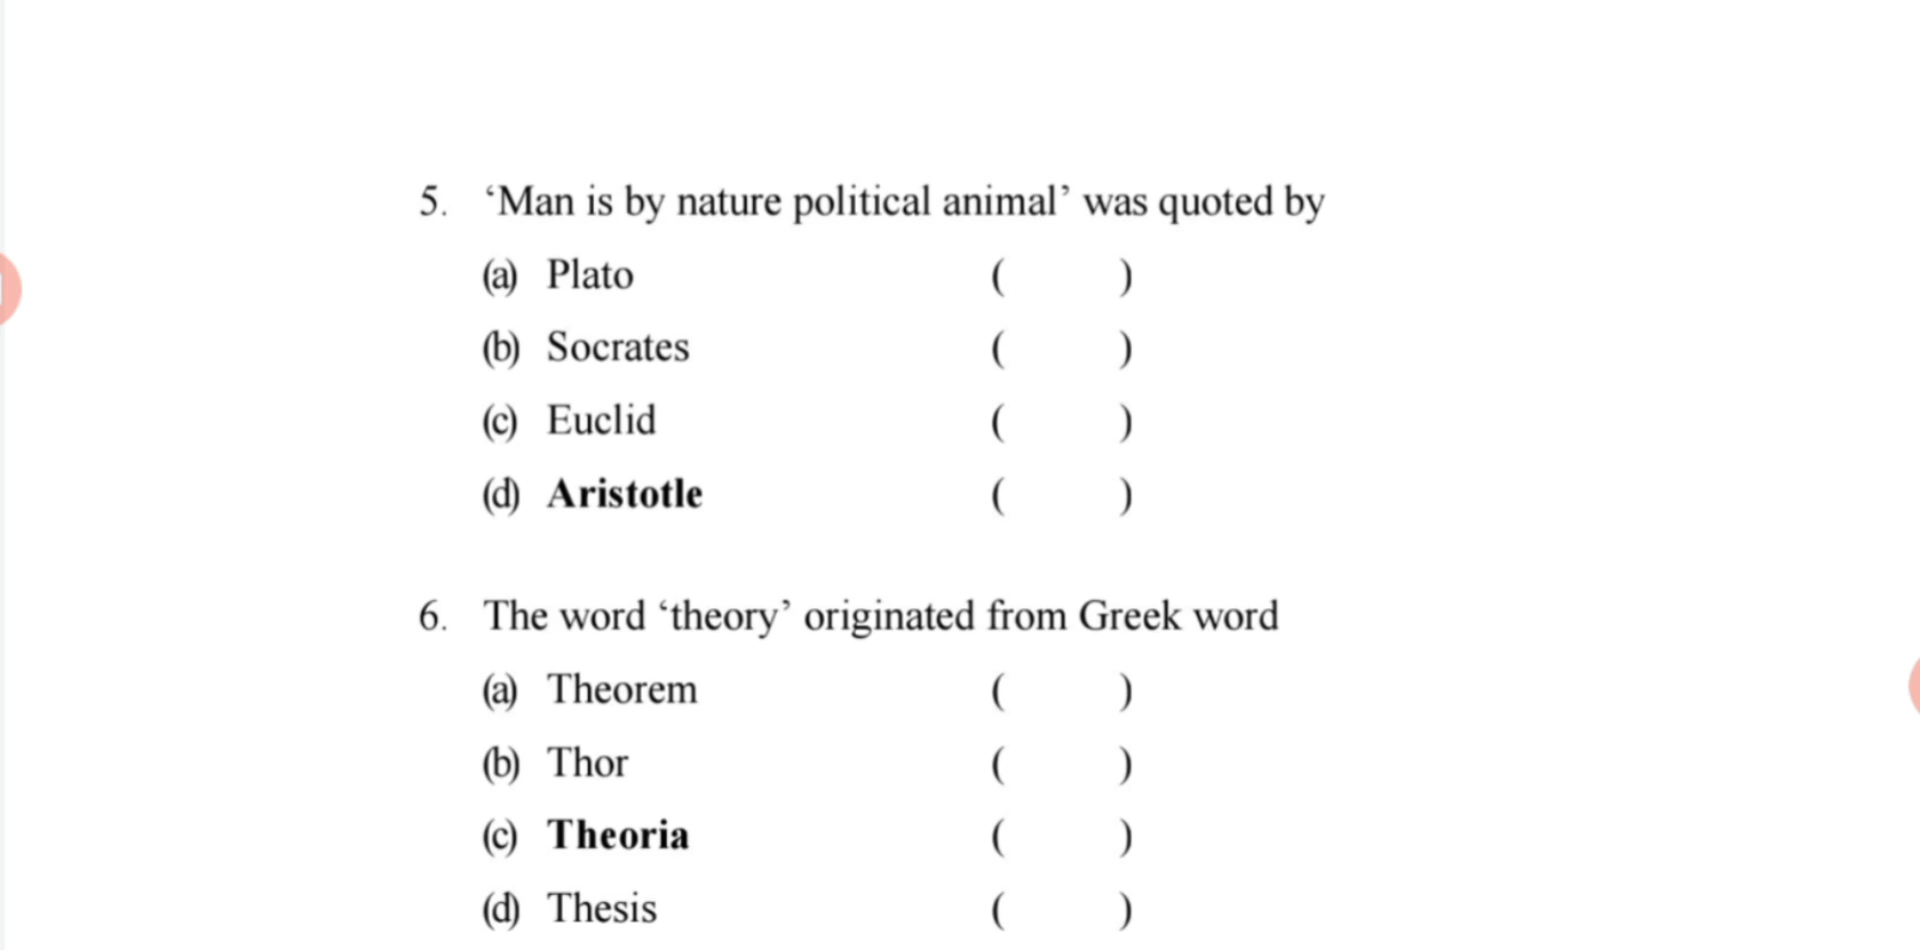 5. ‘Man is by nature political animal’ was quoted by
(a) Plato ( )
(b) Socrates ( )
(c) Euclid ( )
(d) Aristotle ( )
6. The word ‘theory’ originated from Greek word
(a) Theorem ( )
(b) Thor ( )
(c) Theoria ( )
(d) Thesis ( )